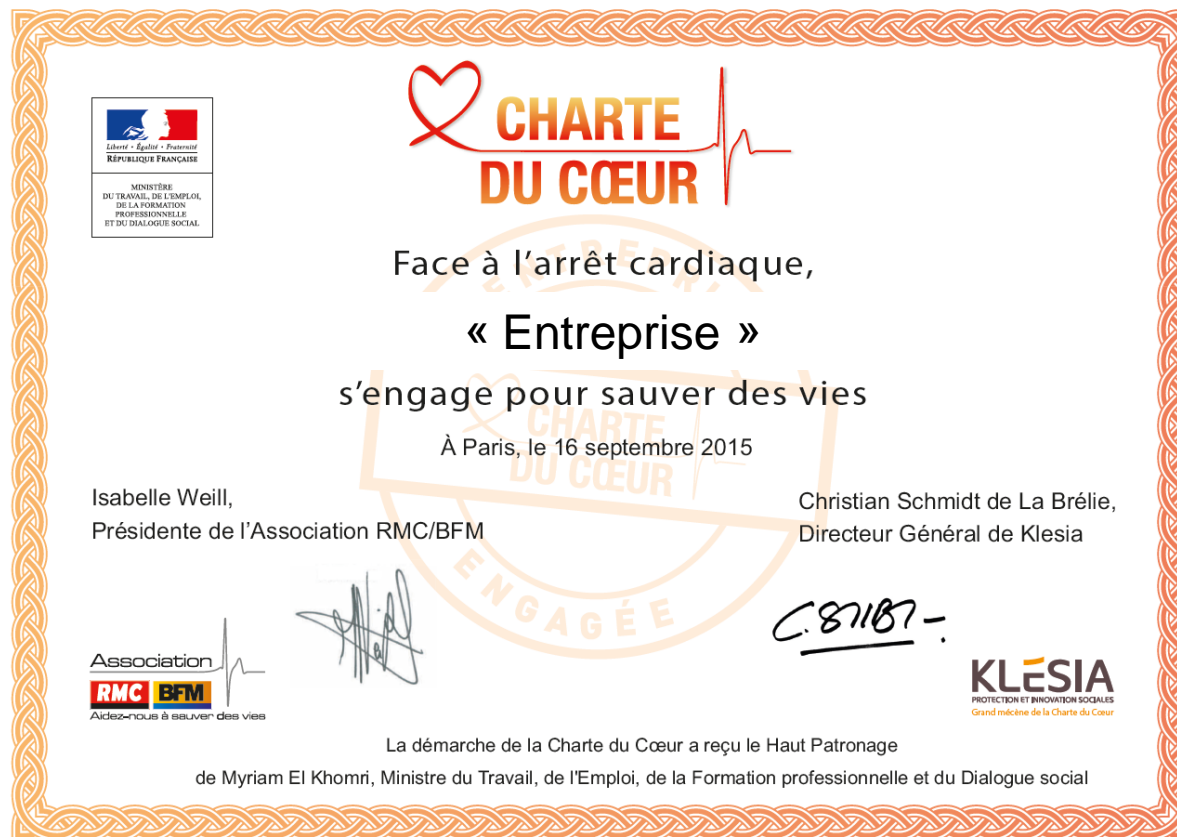 Liberté • Égalité • Fraternité
RÉPUBLIQUE FRANÇAISE
MINISTÈRE
DU TRAVAIL, DE L'EMPLOI,
DE LA FORMATION
PROFESSIONNELLE
ET DU DIALOGUE SOCIAL
CHARTE
DU CŒUR
Face à l'arrêt cardiaque,
« Entreprise »
s'engage pour sauver des vies
CHARTE
DU CŒUR
À Paris, le 16 septembre 2015
Isabelle Weill,
Présidente de l'Association RMC/BFM
Christian Schmidt de La Brélie,
Directeur Général de Klesia
ENGAGÉE
Association
RMC BFM
Aidez-nous à sauver des vies
KLESIA
PROTECTION ET INNOVATION SOCIALES
Grand mécène de la Charte du Cœur
La démarche de la Charte du Cœur a reçu le Haut Patronage
de Myriam El Khomri, Ministre du Travail, de l'Emploi, de la Formation professionnelle et du Dialogue social